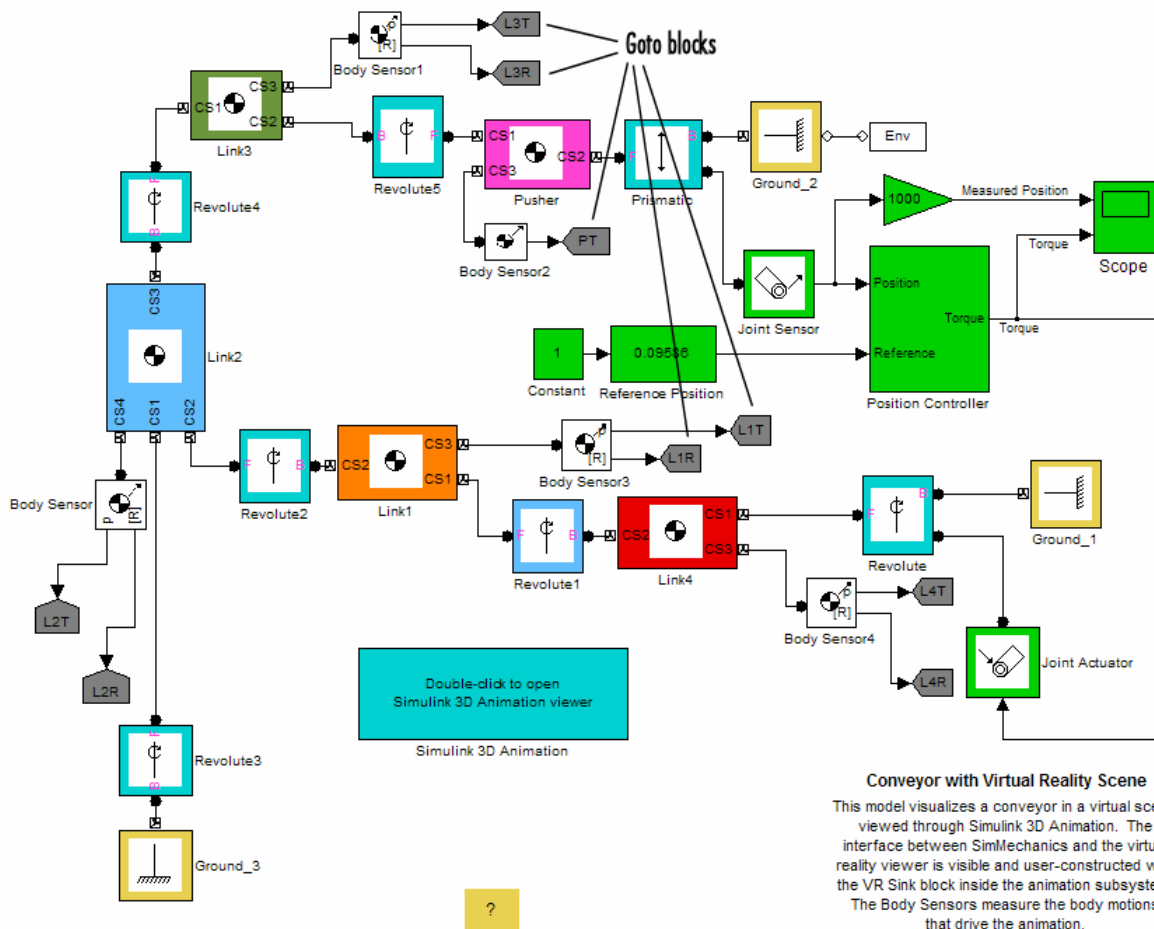 L3T
Goto blocks
p
[R]
Body Sensor1
L3R
CS1
CS3
CS2
Link3
B
F
Revolute5
CS1
CS3
CS2
Pusher
F
B
Prismatic
Ground_2
Env
F
B
Revolute4
Body Sensor2
PT
1000
Measured Position
Torque
Scope
Joint Sensor
Position
Reference
Torque
Torque
Position Controller
CS3
CS4
CS1
CS2
Link2
1
Constant
0.09586
Reference Position
F
B
Revolute2
CS2
CS3
CS1
Link1
p
[R]
Body Sensor3
L1T
L1R
Body Sensor
p
[R]
F
B
Revolute1
CS2
CS1
CS3
Link4
F
B
Revolute
Ground_1
p
[R]
Body Sensor4
L4T
L4R
L2T
L2R
Joint Actuator
Double-click to open
Simulink 3D Animation viewer
Simulink 3D Animation
F
B
Revolute3
Ground_3
?
Conveyor with Virtual Reality Scene
This model visualizes a conveyor in a virtual sce
viewed through Simulink 3D Animation. The
interface between SimMechanics and the virtu
reality viewer is visible and user-constructed w
the VR Sink block inside the animation subsyste
The Body Sensors measure the body motions
that drive the animation.